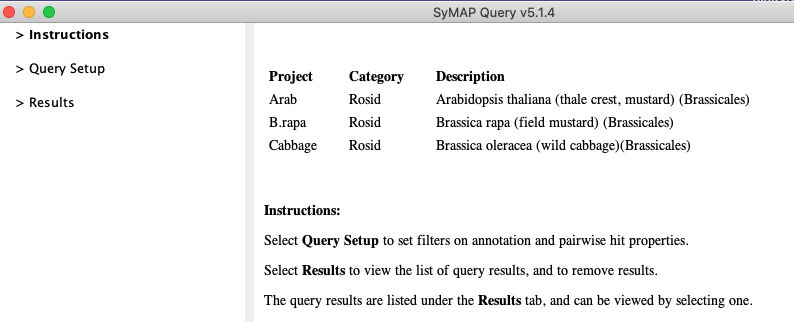 SyMAP Query v5.1.4
> Instructions
> Query Setup
> Results
Project Category Description
Arab Rosid Arabidopsis thaliana (thale crest, mustard) (Brassicales)
B.rapa Rosid Brassica rapa (field mustard) (Brassicales)
Cabbage Rosid Brassica oleracea (wild cabbage)(Brassicales)
Instructions:
Select Query Setup to set filters on annotation and pairwise hit properties.
Select Results to view the list of query results, and to remove results.
The query results are listed under the Results tab, and can be viewed by selecting one.